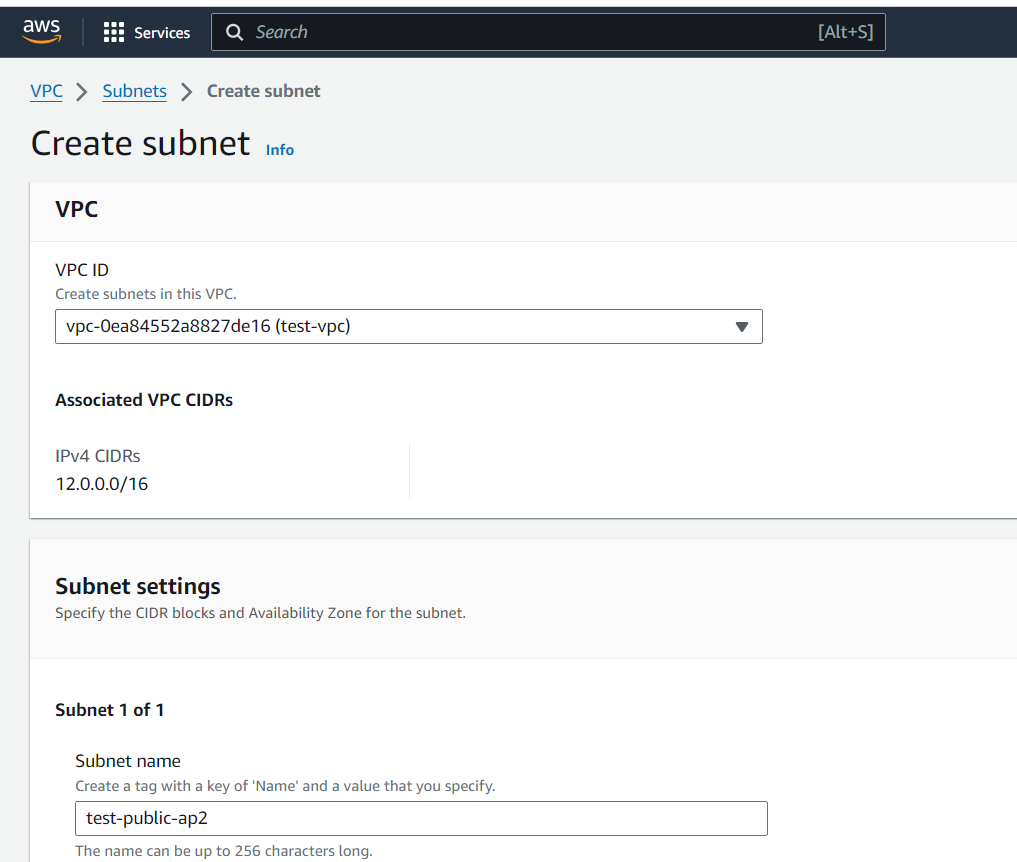 aws Services Search [Alt+S]
VPC Subnets Create subnet
Create subnet Info
VPC
VPC ID
Create subnets in this VPC.
vpc-0ea84552a8827de16 (test-vpc)
Associated VPC CIDRs
IPv4 CIDRs
12.0.0.0/16
Subnet settings
Specify the CIDR blocks and Availability Zone for the subnet.
Subnet 1 of 1
Subnet name
Create a tag with a key of 'Name' and a value that you specify.
test-public-ap2
The name can be up to 256 characters long.